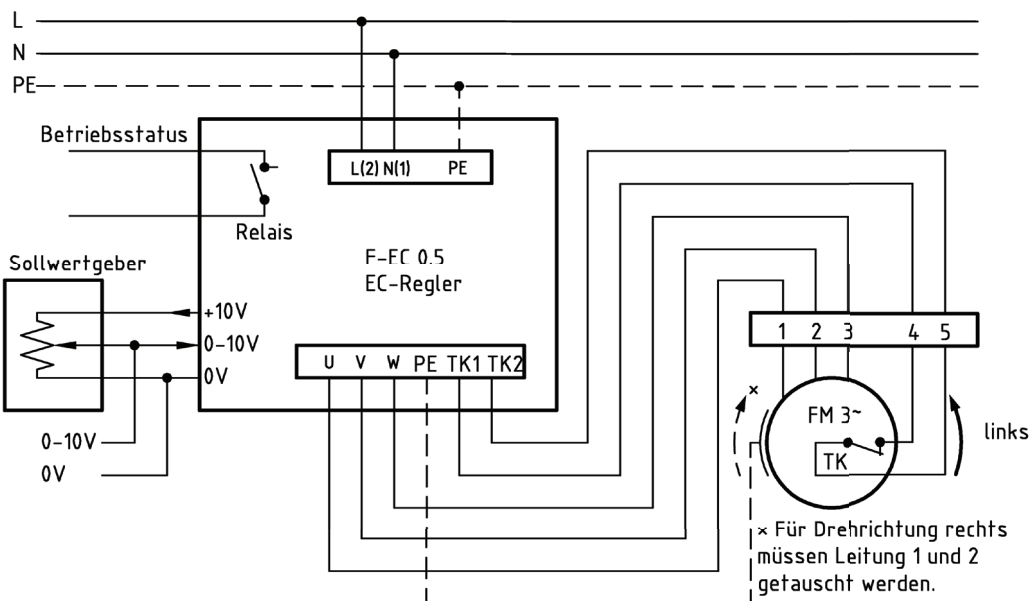 L
N
PE
Betriebsstatus
L(2) N(1) PE
Relais
E-EC 0.5
EC-Regler
Sollwertgeber
+10V
0-10V
0V
U V W PE TK1 TK2
0-10V
0V
1 2 3 4 5
×
FM 3~
TK
links
× Für Drehrichtung rechts
müssen Leitung 1 und 2
getauscht werden.